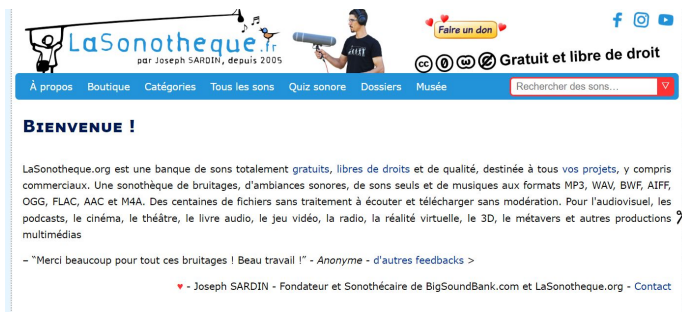 LaSonotheque.fr
par Joseph SARDIN, depuis 2005
Faire un don
cc Gratuit et libre de droit
À propos Boutique Catégories Tous les sons Quiz sonore Dossiers Musée Rechercher des sons...
BIENVENUE !
LaSonotheque.org est une banque de sons totalement gratuits, libres de droits et de qualité, destinée à tous vos projets, y compris
commerciaux. Une sonothèque de bruitages, d'ambiances sonores, de sons seuls et de musiques aux formats MP3, WAV, BWF, AIFF,
OGG, FLAC, AAC et M4A. Des centaines de fichiers sans traitement à écouter et télécharger sans modération. Pour l'audiovisuel, les
podcasts, le cinéma, le théâtre, le livre audio, le jeu vidéo, la radio, la réalité virtuelle, le 3D, le métavers et autres productions
multimédias
– “Merci beaucoup pour tout ces bruitages ! Beau travail !” - Anonyme - d'autres feedbacks >
♥ - Joseph SARDIN - Fondateur et Sonothécaire de BigSoundBank.com et LaSonotheque.org - Contact